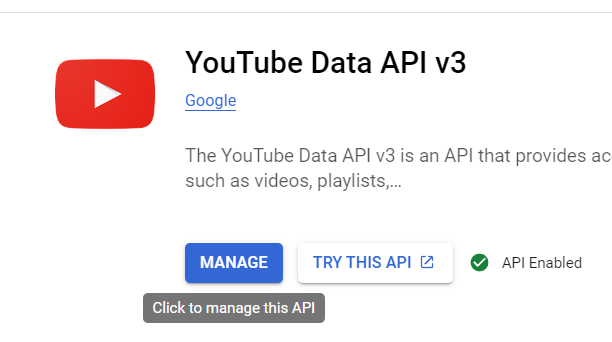 YouTube Data API v3
Google
The YouTube Data API v3 is an API that provides ac
such as videos, playlists,...
MANAGE
TRY THIS API
API Enabled
Click to manage this API